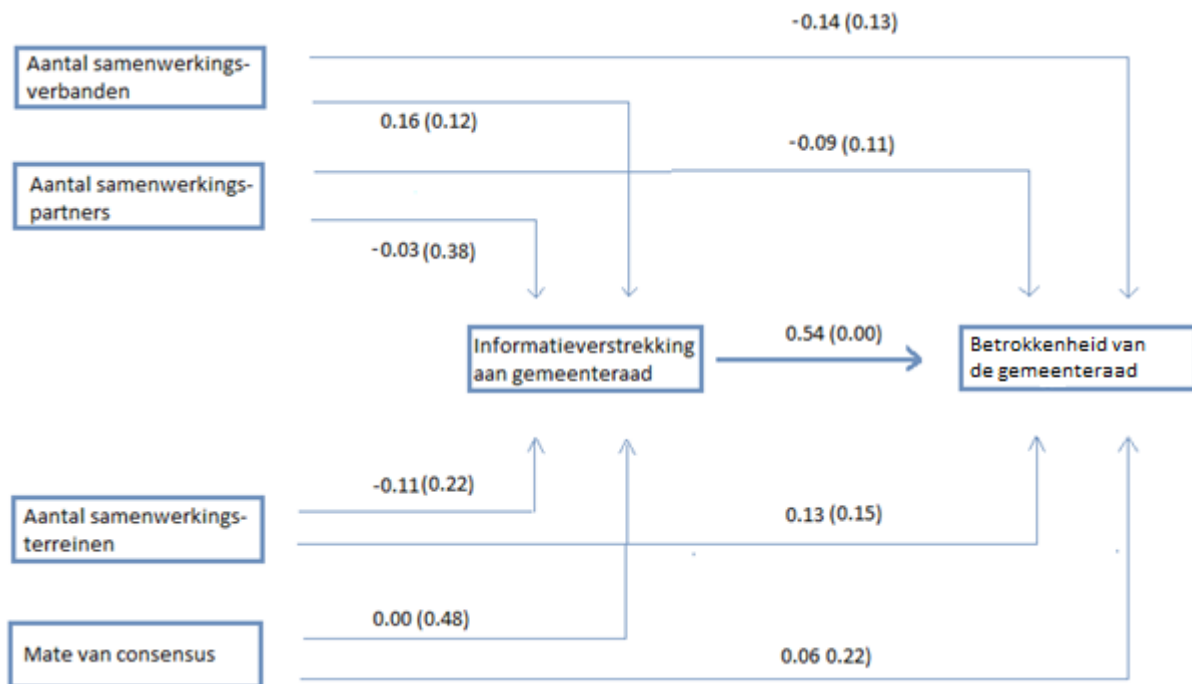 -0.14 (0.13)
Aantal samenwerkings-
verbanden
0.16 (0.12)
-0.09 (0.11)
Aantal samenwerkings-
partners
-0.03 (0.38)
Informatieverstrekking
aan gemeenteraad
0.54 (0.00)
Betrokkenheid van
de gemeenteraad
-0.11(0.22)
Aantal samenwerkings-
terreinen
0.13 (0.15)
0.00 (0.48)
Mate van consensus
0.06 0.22)